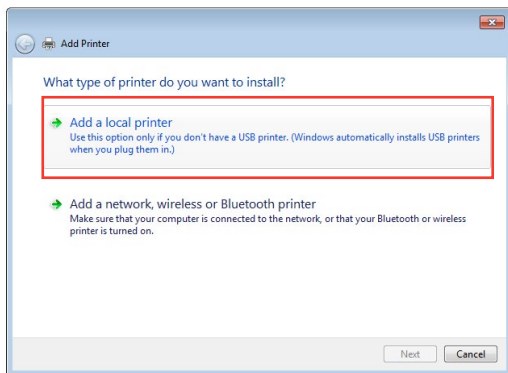 Add Printer
What type of printer do you want to install?
Add a local printer
Use this option only if you don't have a USB printer. (Windows automatically installs USB printers
when you plug them in.)
Add a network, wireless or Bluetooth printer
Make sure that your computer is connected to the network, or that your Bluetooth or wireless
printer is turned on.
Next Cancel